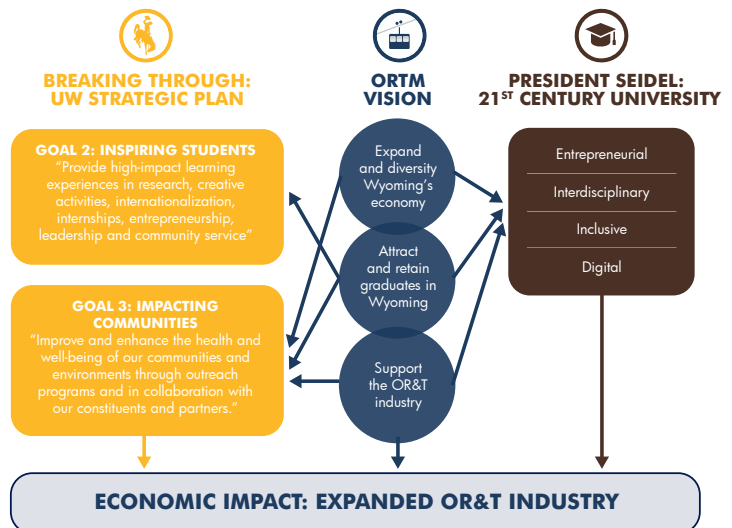 BREAKING THROUGH:
UW STRATEGIC PLAN
GOAL 2: INSPIRING STUDENTS
“Provide high-impact learning
experiences in research, creative
activities, internationalization,
internships, entrepreneurship,
leadership and community service”
GOAL 3: IMPACTING
COMMUNITIES
“Improve and enhance the health and
well-being of our communities and
environments through outreach
programs and in collaboration with
our constituents and partners.”
ORTM
VISION
Expand
and diversity
Wyoming’s
economy
Attract
and retain
graduates in
Wyoming
Support
the OR&T
industry
PRESIDENT SEIDEL:
21ST CENTURY UNIVERSITY
Entrepreneurial
Interdisciplinary
Inclusive
Digital
ECONOMIC IMPACT: EXPANDED OR&T INDUSTRY